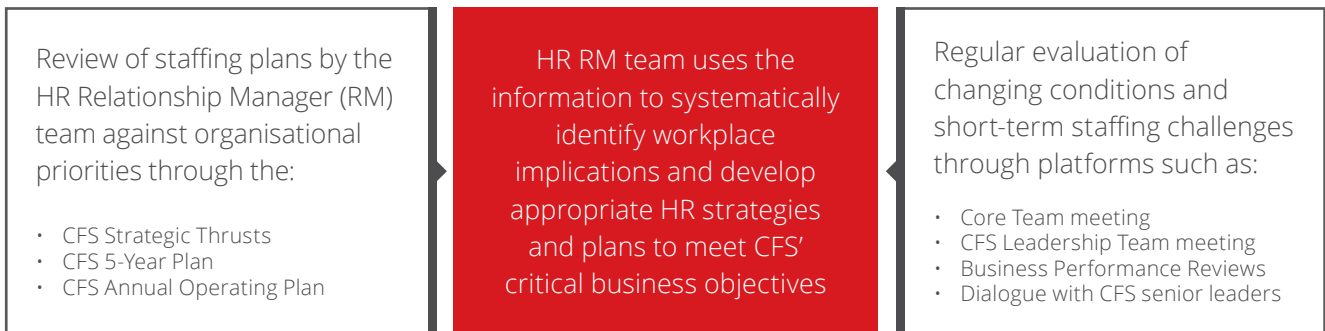 Review of staffing plans by the
HR Relationship Manager (RM)
team against organisational
priorities through the:
• CFS Strategic Thrusts
• CFS 5-Year Plan
• CFS Annual Operating Plan
HR RM team uses the
information to systematically
identify workplace
implications and develop
appropriate HR strategies
and plans to meet CFS’
critical business objectives
Regular evaluation of
changing conditions and
short-term staffing challenges
through platforms such as:
• Core Team meeting
• CFS Leadership Team meeting
• Business Performance Reviews
• Dialogue with CFS senior leaders